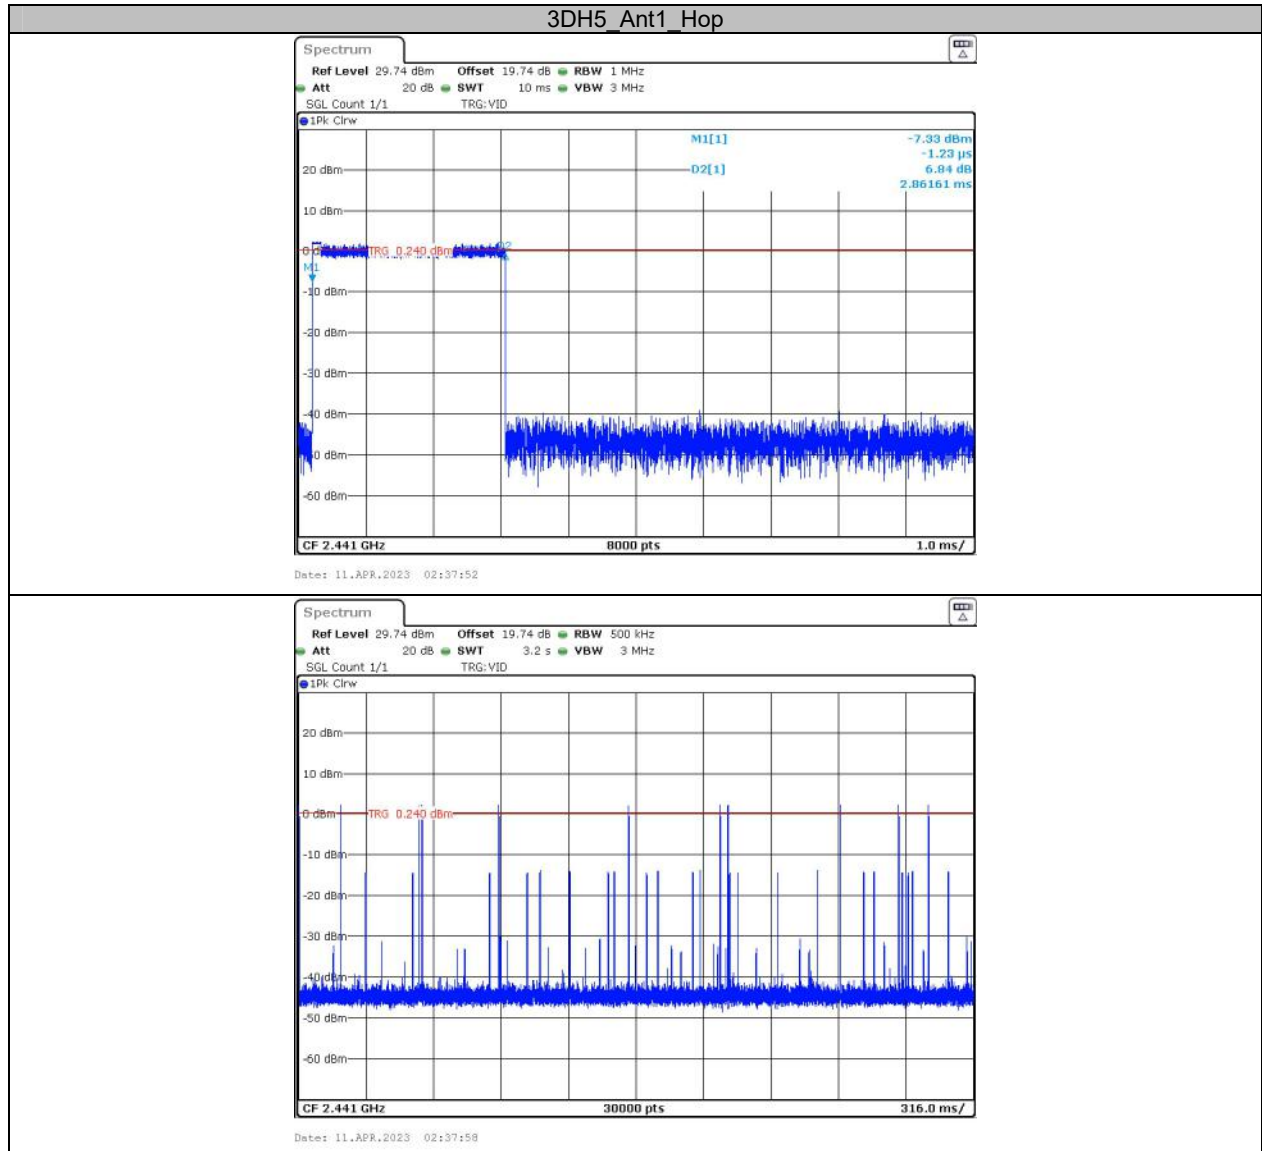 3DH5_Ant1_Hop
Spectrum
Ref Level 29.74 dBm Offset 19.74 dB RBW 1 MHz
Att 20 dB SWT 10 ms VBW 3 MHz
SGL Count 1/1 TRG:VID
1Pk Clrw
M1[1] -7.33 dBm
-1.23 µs
20 dBm D2[1] 6.84 dB
2.86161 ms
10 dBm
TRG 0.240 dBm D2
M1
-10 dBm
-20 dBm
-30 dBm
-40 dBm
-50 dBm
-60 dBm
CF 2.441 GHz 8000 pts 1.0 ms/
Date: 11.APR.2023 02:37:52
Spectrum
Ref Level 29.74 dBm Offset 19.74 dB RBW 500 kHz
Att 20 dB SWT 3.2 s VBW 3 MHz
SGL Count 1/1 TRG:VID
1Pk Clrw
20 dBm
10 dBm
0 dBm TRG 0.240 dBm
-10 dBm
-20 dBm
-30 dBm
-40 dBm
-50 dBm
-60 dBm
CF 2.441 GHz 30000 pts 316.0 ms/
Date: 11.APR.2023 02:37:58